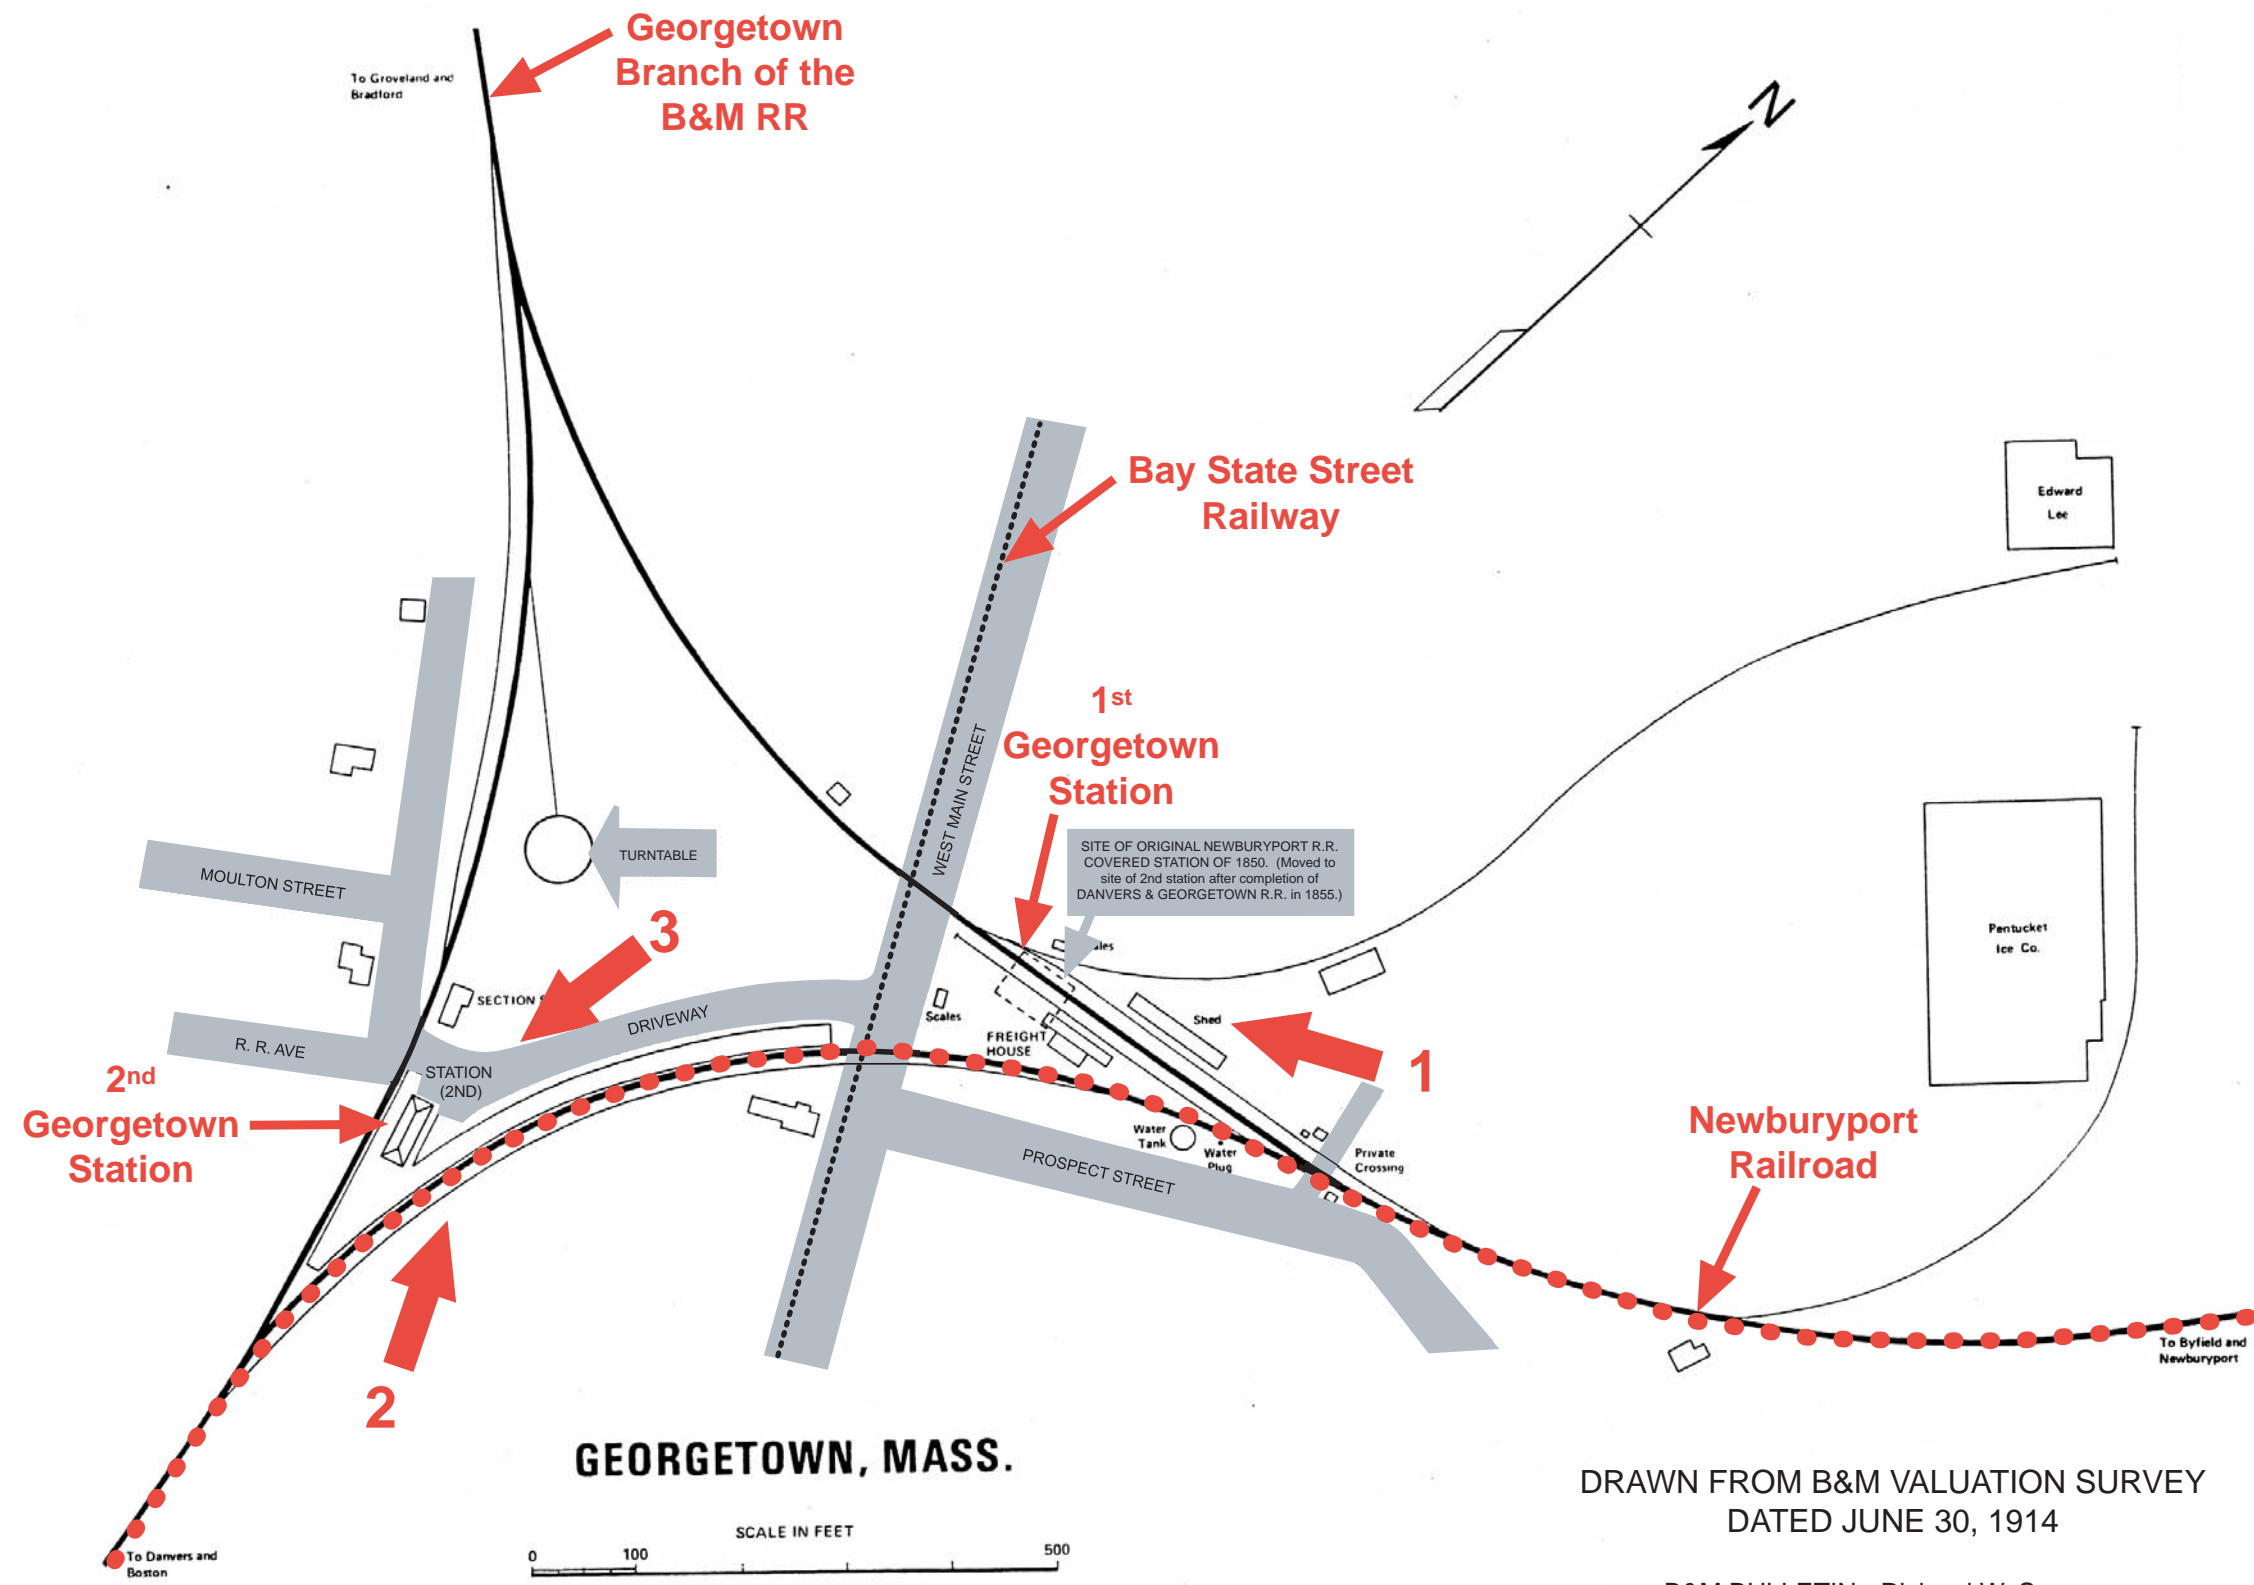 Georgetown
Branch of the
B&M RR
To Groveland and
Bradford
N
Bay State Street
Railway
Edward
Lee
1st
Georgetown
Station
WEST MAIN STREET
SITE OF ORIGINAL NEWBURYPORT R.R.
COVERED STATION OF 1850. (Moved to
site of 2nd station after completion of
DANVERS & GEORGETOWN R.R. in 1855.)
TURNTABLE
MOULTON STREET
3
Pentucket
Ice Co.
SECTION
DRIVEWAY
Scales
FREIGHT
HOUSE
Shed
1
R. R. AVE
STATION
(2ND)
2nd
Georgetown
Station
Water
Tank
Water
Plug
PROSPECT STREET
Private
Crossing
Newburyport
Railroad
To Byfield and
Newburyport
2
GEORGETOWN, MASS.
SCALE IN FEET
0 100 500
DRAWN FROM B&M VALUATION SURVEY
DATED JUNE 30, 1914
To Danvers and
Boston